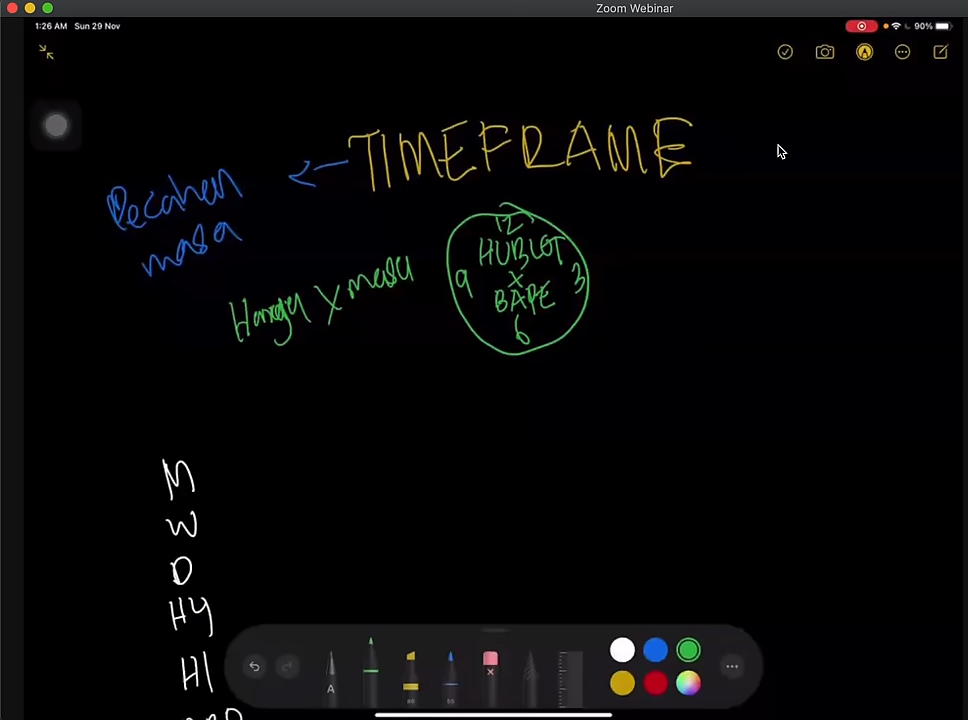 Zoom Webinar
1:26 AM Sun 29 Nov
90%
TIMEFRAME
Pecahan
masa
Harga X masa
12
HUBLOT
X
BAPE
9
3
6
M
W
D
H4
H1
A